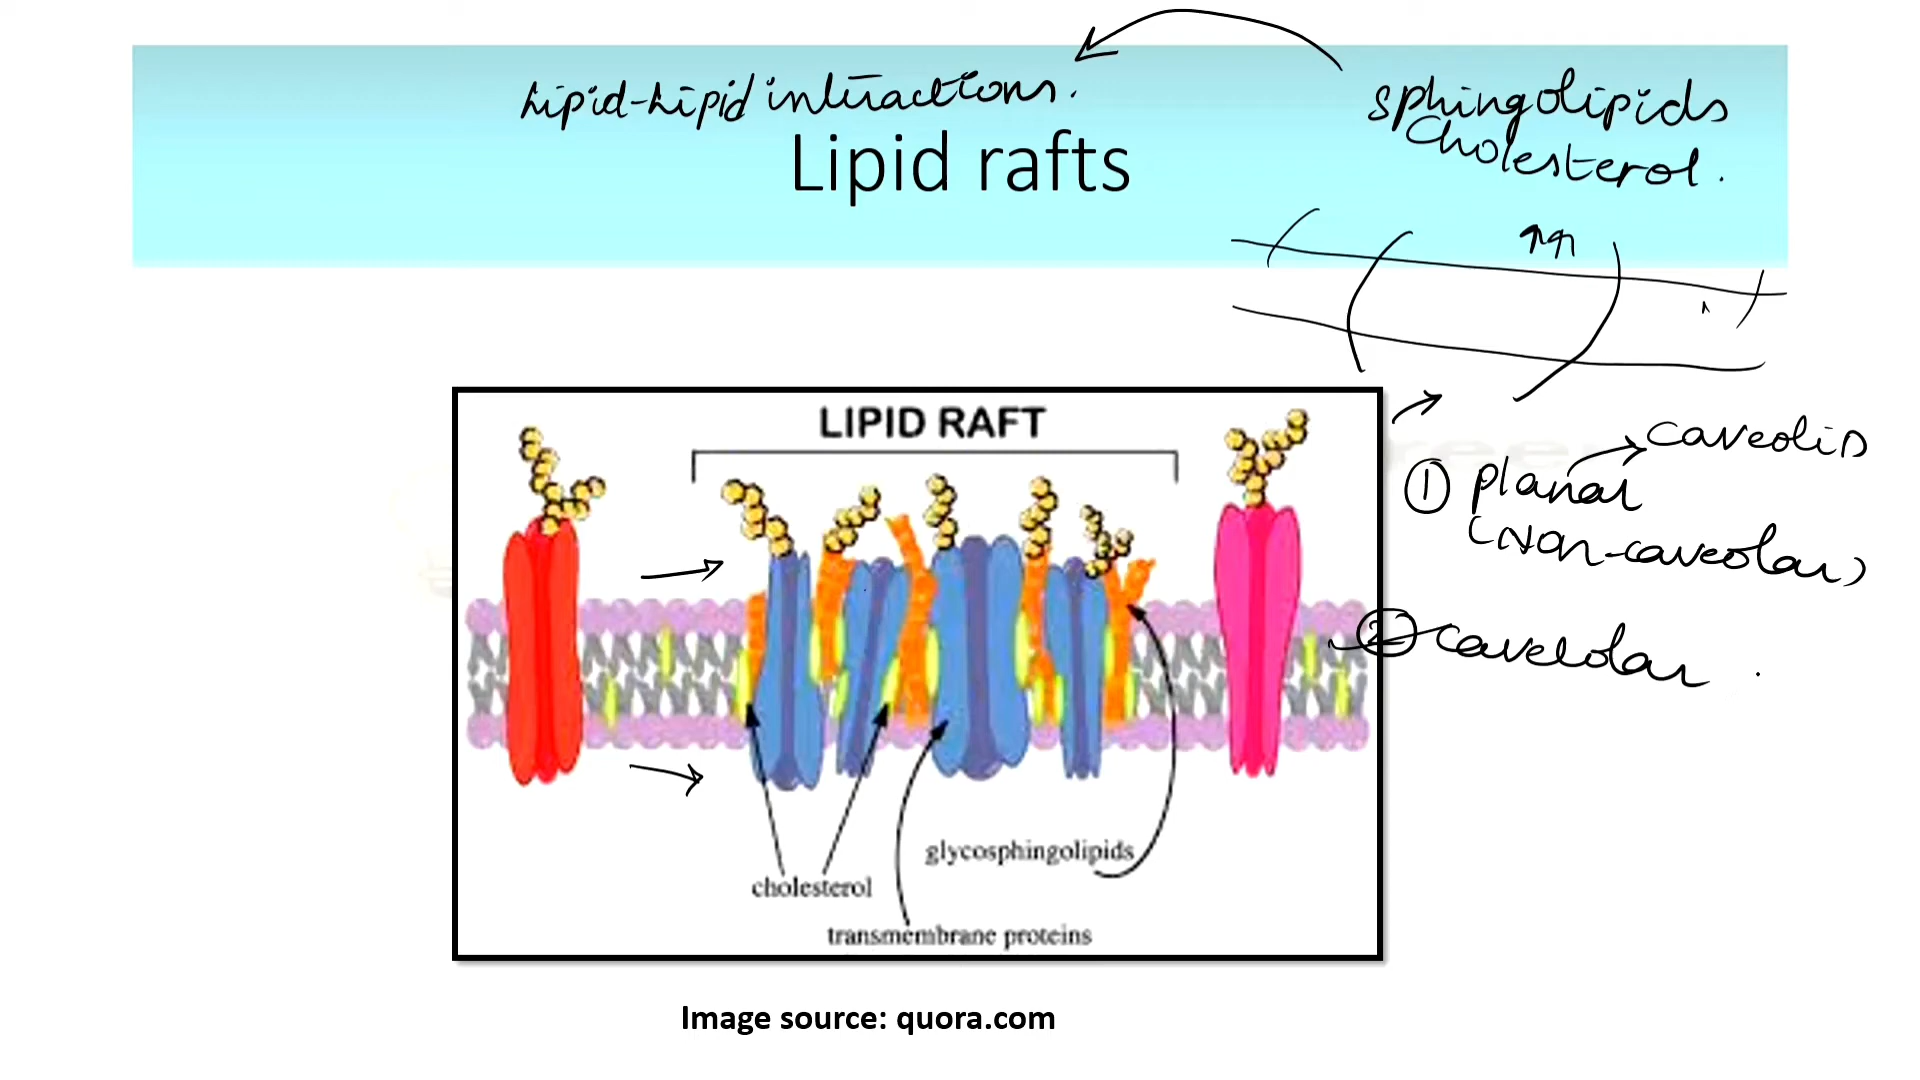 Lipid-Lipid interactions.
sphingolipids
Cholesterol.
Lipid rafts
LIPID RAFT
caveolis
① planar
(Non-caveolar)
② caveolar
glycosphingolipids
cholesterol
transmembrane proteins
Image source: quora.com